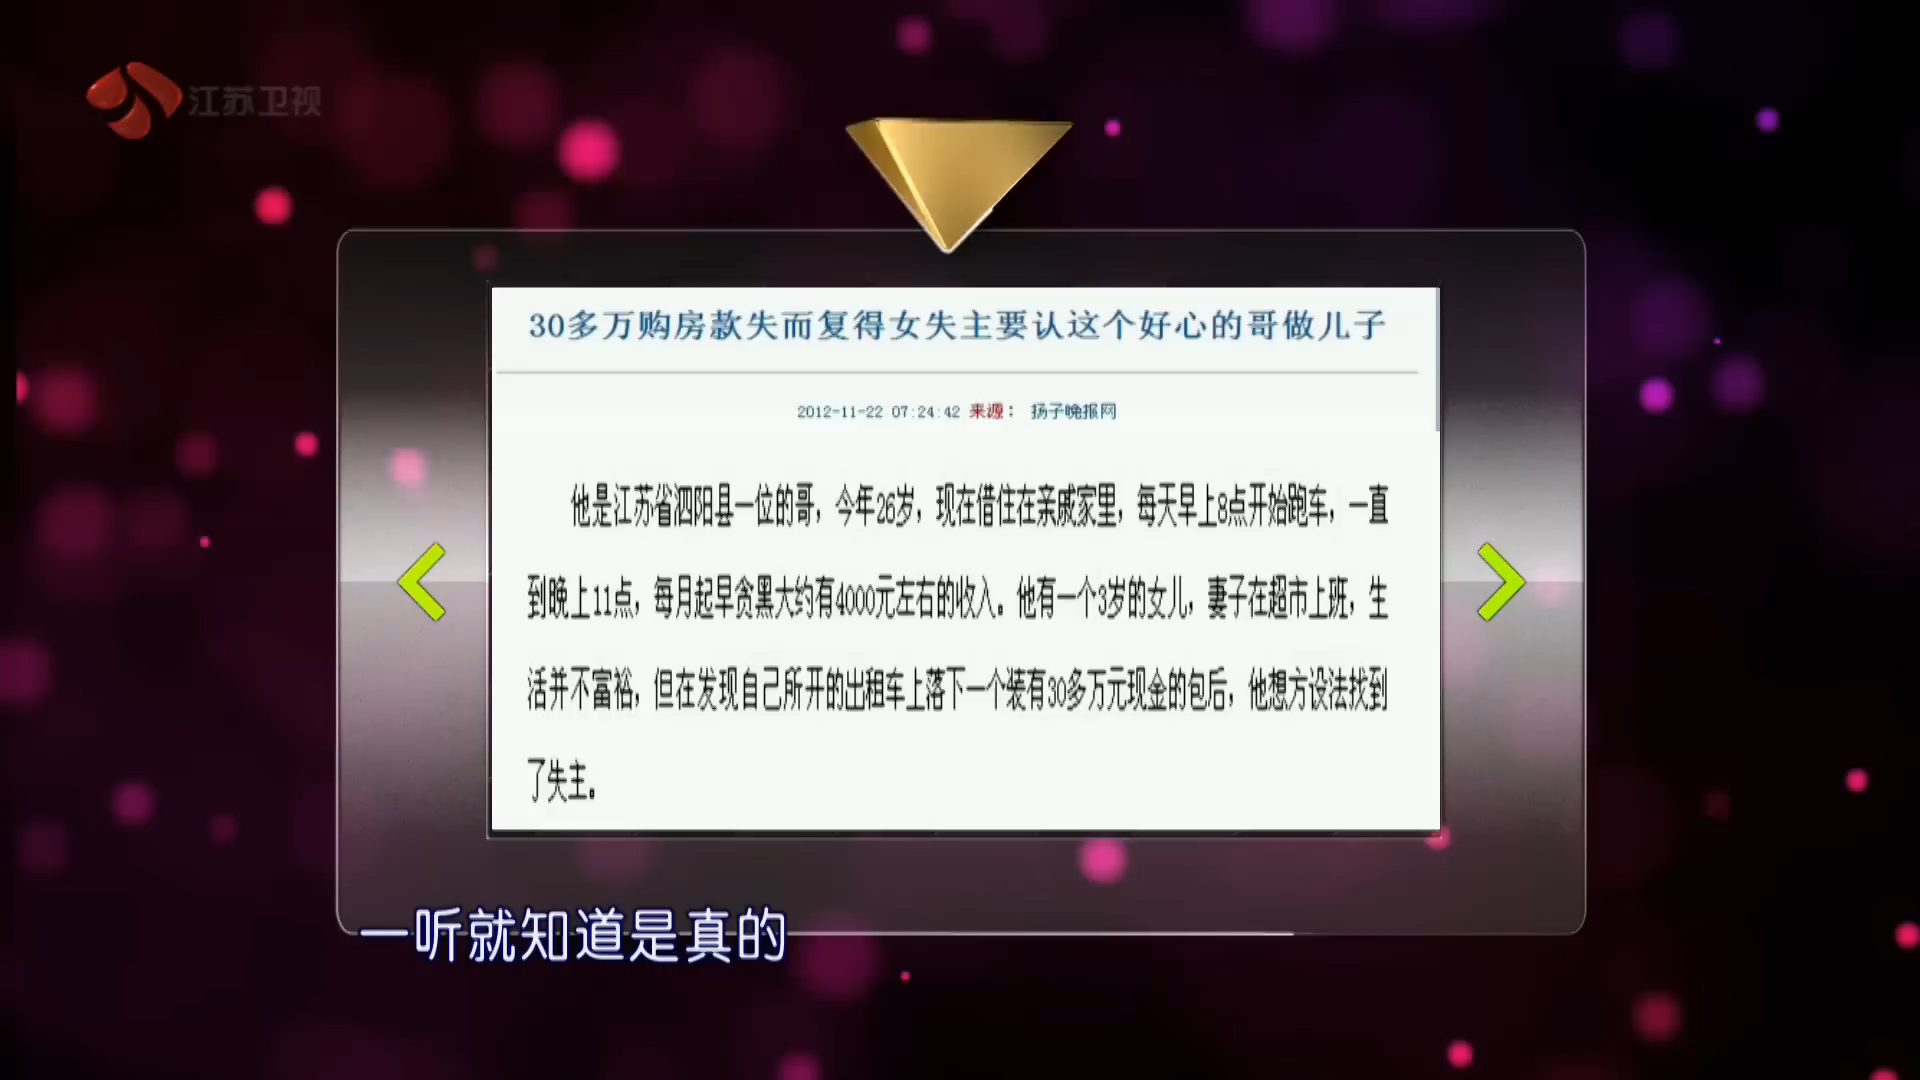 江苏卫视
30多万购房款失而复得女失主要认这个好心的哥做儿子
2012-11-22 07:24:42 来源： 扬子晚报网
他是江苏省泗阳县一位的哥，今年26岁，现在借住在亲戚家里，每天早上8点开始跑车，一直
到晚上11点，每月起早贪黑大约有4000元左右的收入。他有一个3岁的女儿，妻子在超市上班，生
活并不富裕，但在发现自己所开的出租车上落下一个装有30多万元现金的包后，他想方设法找到
了失主。
一听就知道是真的